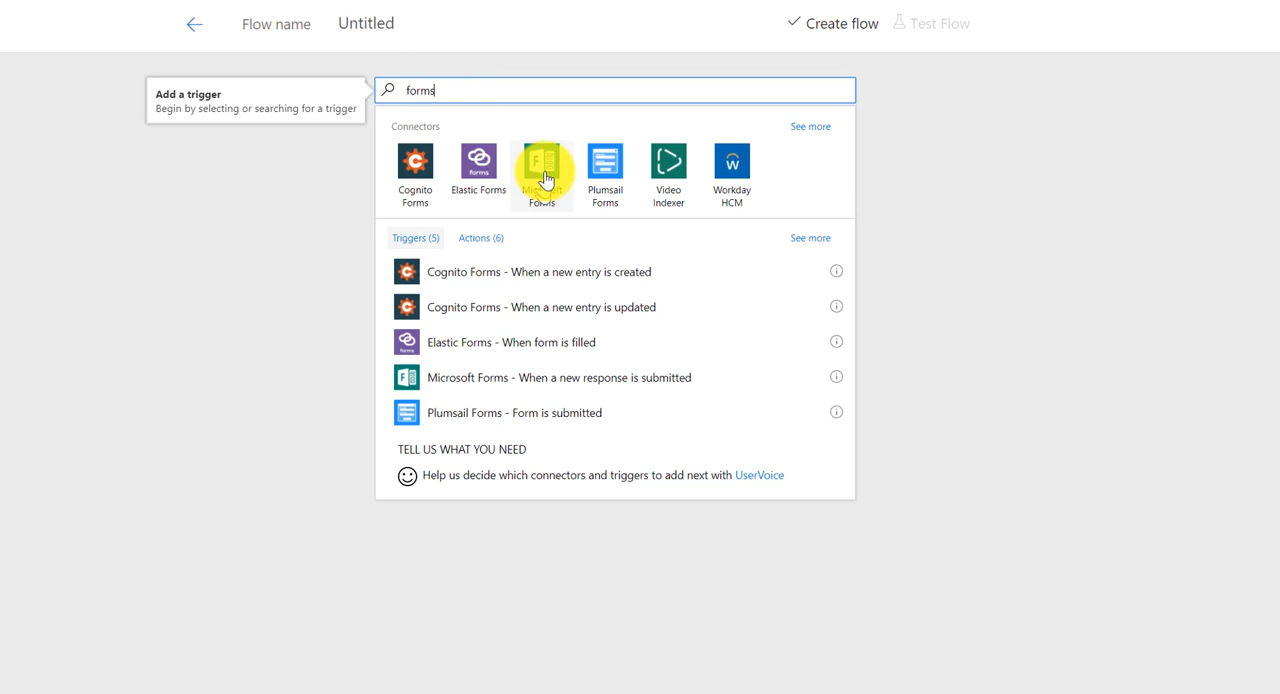 Flow name
Untitled
Create flow
Test Flow
Add a trigger
Begin by selecting or searching for a trigger
forms
Connectors
See more
Cognito
Forms
Elastic Forms
Microsoft
Forms
Plumsail
Forms
Video
Indexer
Workday
HCM
Triggers (5)
Actions (6)
See more
Cognito Forms - When a new entry is created
Cognito Forms - When a new entry is updated
Elastic Forms - When form is filled
Microsoft Forms - When a new response is submitted
Plumsail Forms - Form is submitted
TELL US WHAT YOU NEED
Help us decide which connectors and triggers to add next with UserVoice